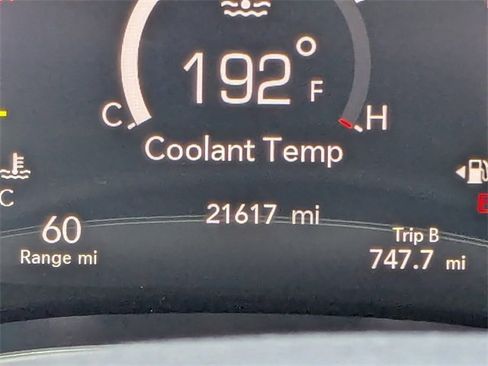 192°F
C H
Coolant Temp
C
21617 mi
60
Range mi
Trip B
747.7 mi